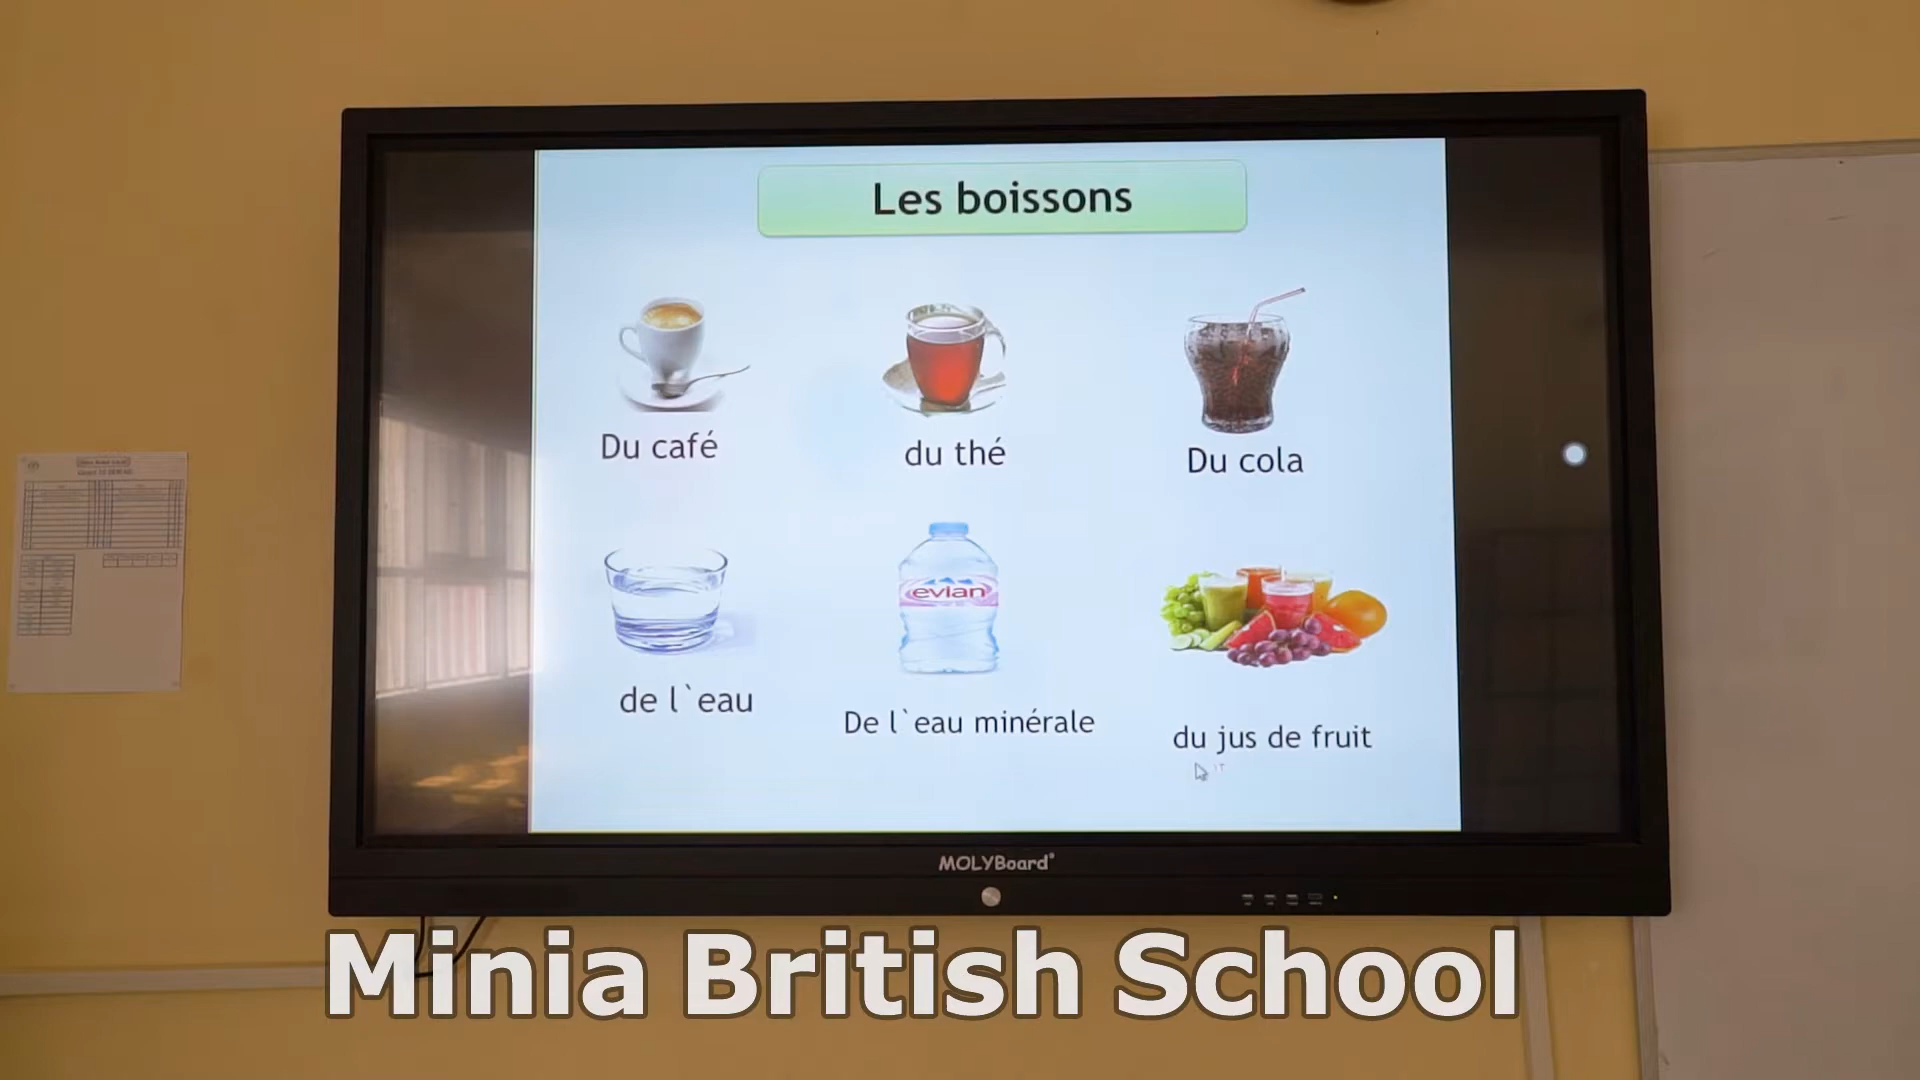 Les boissons
Du café
du thé
Du cola
evian
de l`eau
De l`eau minérale
du jus de fruit
MOLYBoard®
Minia British School